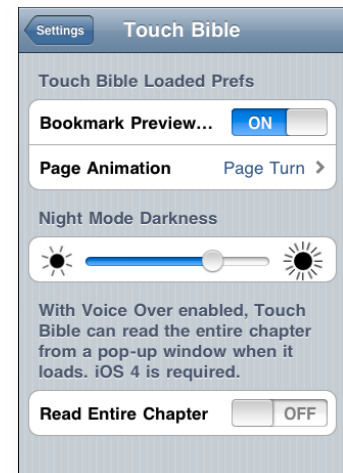 Settings
Touch Bible
Touch Bible Loaded Prefs
Bookmark Preview... ON
Page Animation Page Turn >
Night Mode Darkness
With Voice Over enabled, Touch
Bible can read the entire chapter
from a pop-up window when it
loads. iOS 4 is required.
Read Entire Chapter OFF